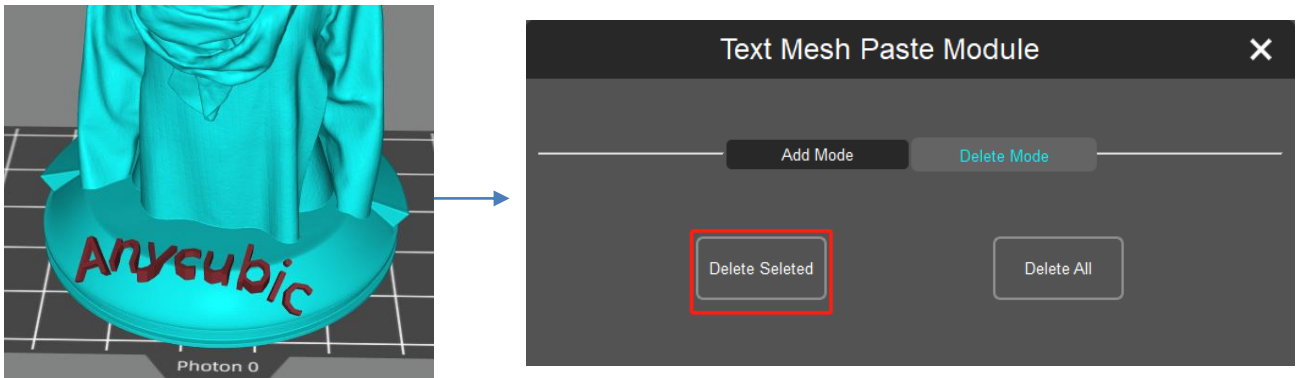 Anycubic
Photon 0
Text Mesh Paste Module
Add Mode
Delete Mode
Delete Seleted
Delete All